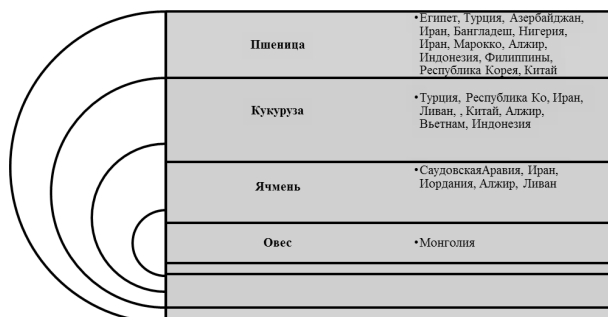 Пшеница
•Египет, Турция, Азербайджан,
Иран, Бангладеш, Нигерия,
Иран, Марокко, Алжир,
Индонезия, Филиппины,
Республика Корея, Китай
Кукуруза
•Турция, Республика Ко, Иран,
Ливан, , Китай, Алжир,
Вьетнам, Индонезия
Ячмень
•СаудовскаяАравия, Иран,
Иордания, Алжир, Ливан
Овес
•Монголия